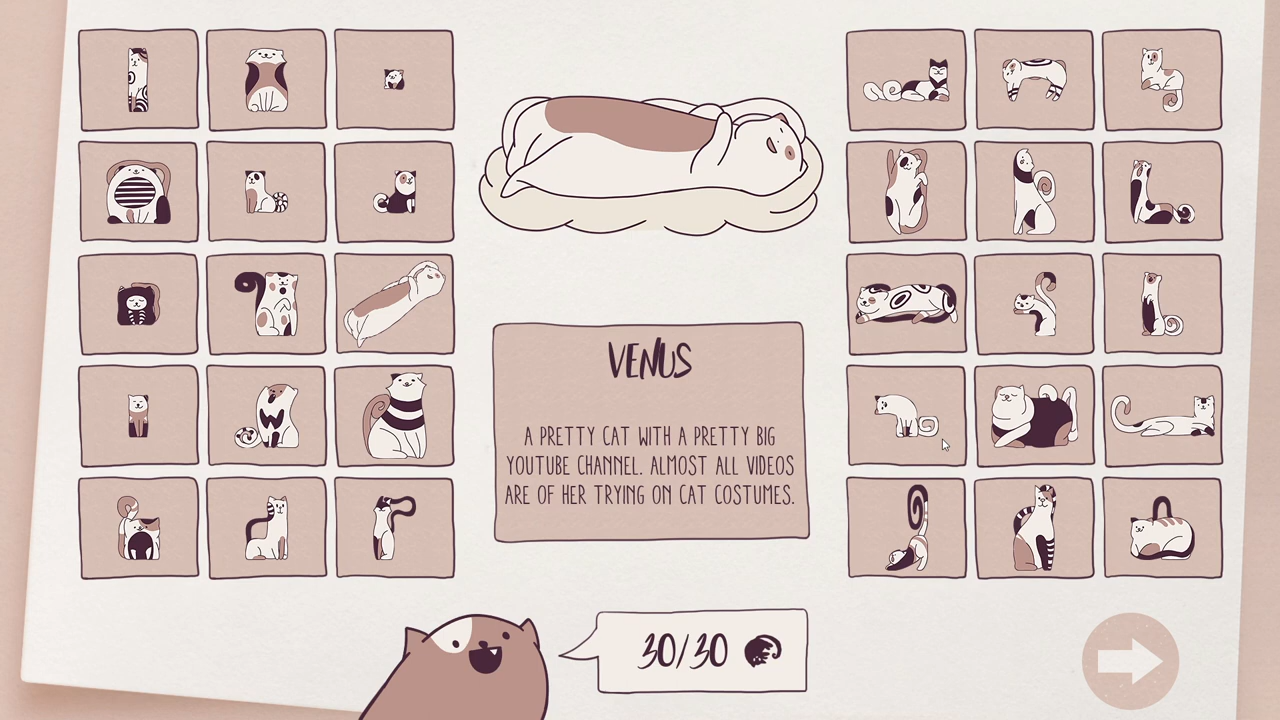 VENUS
A PRETTY CAT WITH A PRETTY BIG
YOUTUBE CHANNEL. ALMOST ALL VIDEOS
ARE OF HER TRYING ON CAT COSTUMES.
30/30